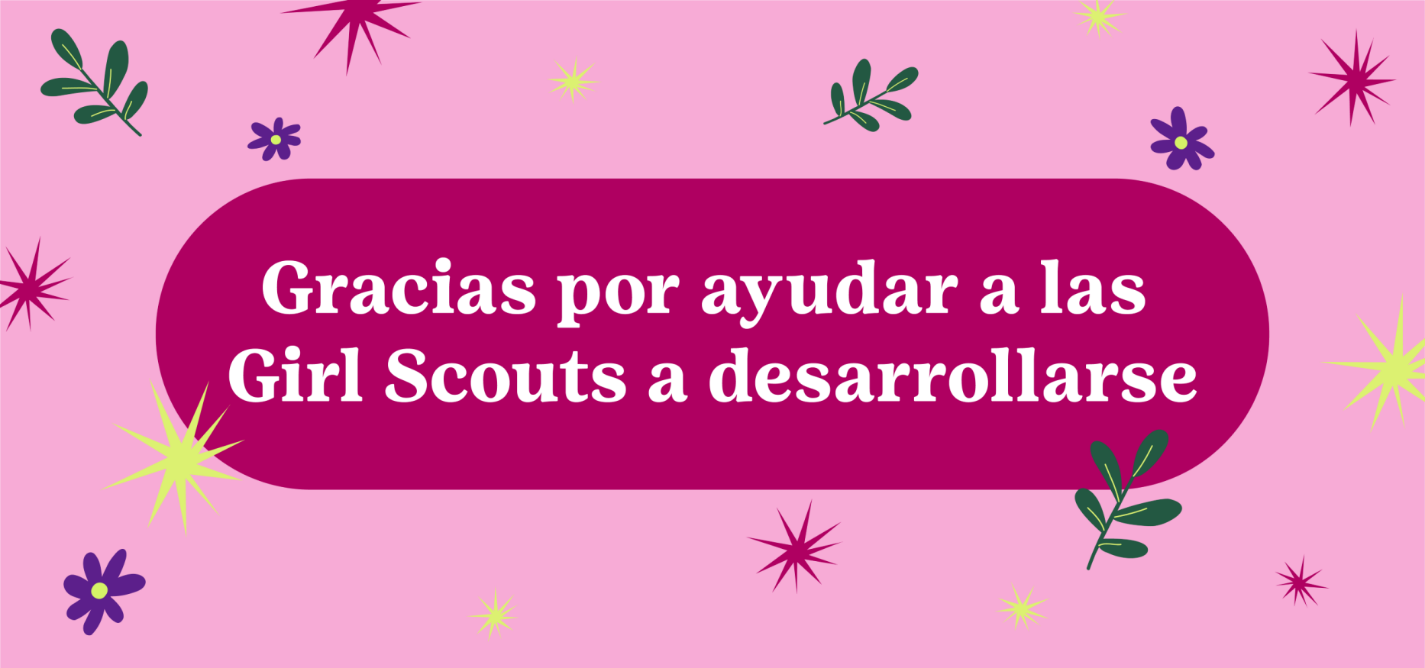 Gracias por ayudar a las
Girl Scouts a desarrollarse